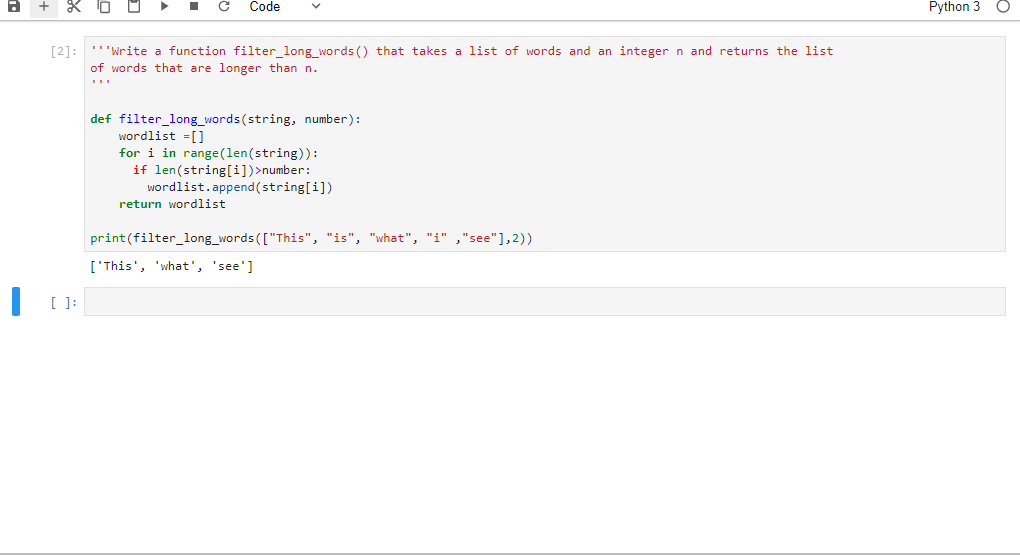 Code
Python 3
[2]:
'''Write a function filter_long_words() that takes a list of words and an integer n and returns the list
of words that are longer than n.
'''
def filter_long_words(string, number):
    wordlist =[]
    for i in range(len(string)):
      if len(string[i])>number:
        wordlist.append(string[i])
    return wordlist
print(filter_long_words(["This", "is", "what", "i" ,"see"],2))
['This', 'what', 'see']
[ ]: